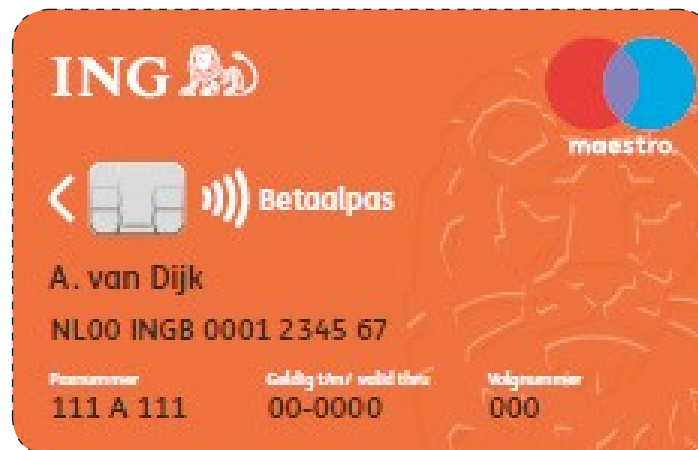 ING
maestro.
Betaalpas
A. van Dijk
NL00 INGB 0001 2345 67
Pasnummer Geldig t/m/ valid thru Volgnummer
111 A 111 00-0000 000